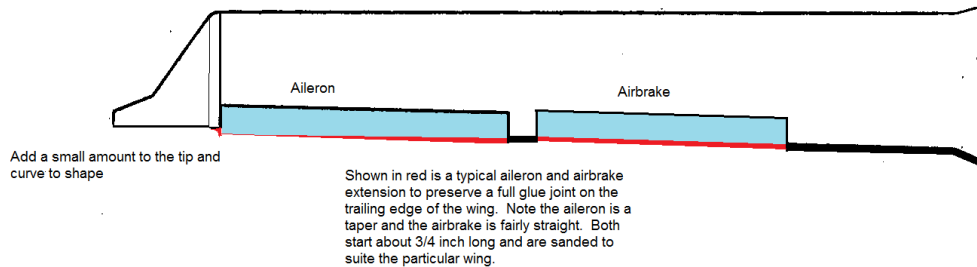 Aileron
Airbrake
Add a small amount to the tip and
curve to shape
Shown in red is a typical aileron and airbrake
extension to preserve a full glue joint on the
trailing edge of the wing.  Note the aileron is a
taper and the airbrake is fairly straight.  Both
start about 3/4 inch long and are sanded to
suite the particular wing.